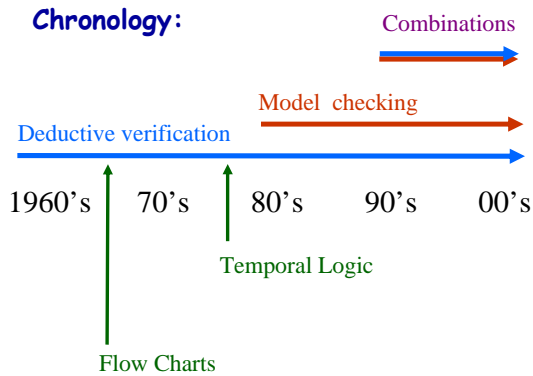 Chronology:
Combinations
Model checking
Deductive verification
1960's 70's 80's 90's 00's
Temporal Logic
Flow Charts